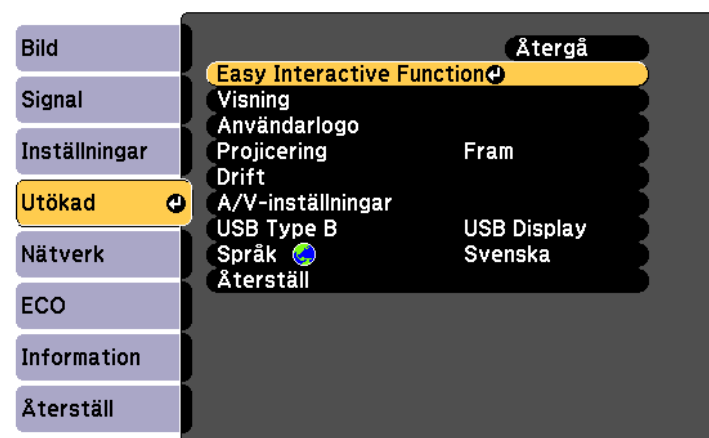 Bild
Signal
Inställningar
Utökad
Nätverk
ECO
Information
Återställ
Återgå
Easy Interactive Function
Visning
Användarlogo
Projicering Fram
Drift
A/V-inställningar
USB Type B USB Display
Språk Svenska
Återställ